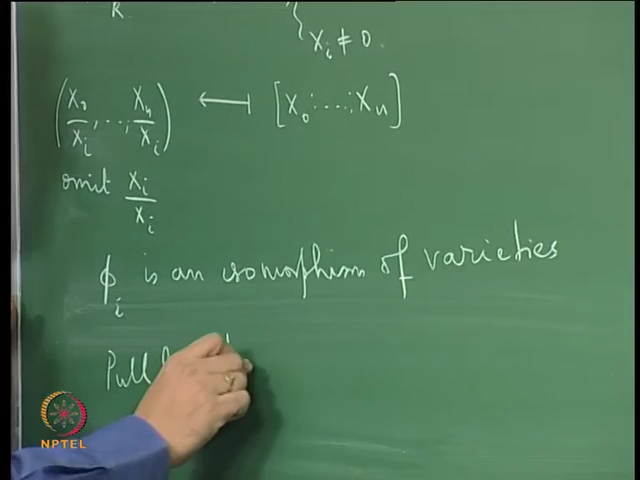 k
X_i ≠ 0.
(X_0/X_i, ..., X_n/X_i) ⟵| [X_0 : ... : X_n]
omit X_i/X_i
ϕ_i is an isomorphism of varieties
Pull
NPTEL